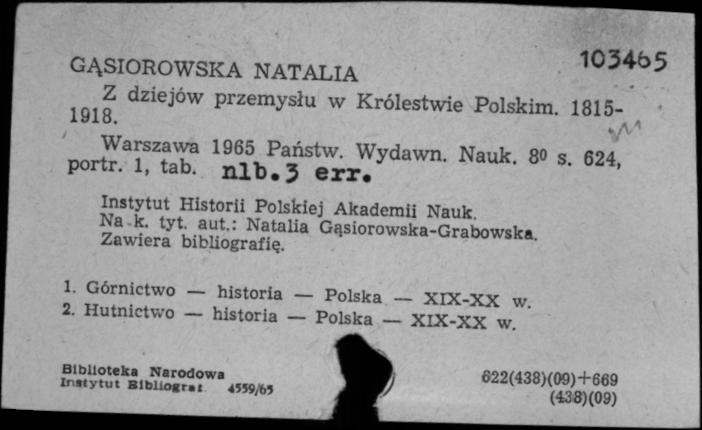 103465
GĄSIOROWSKA NATALIA
Z dziejów przemysłu w Królestwie Polskim. 1815-
1918.
Warszawa 1965 Państw. Wydawn. Nauk. 8⁰ s. 624,
portr. 1, tab. nlb. 3 err.
Instytut Historii Polskiej Akademii Nauk.
Na k. tyt. aut.: Natalia Gąsiorowska-Grabowska.
Zawiera bibliografię.
1. Górnictwo — historia — Polska — XIX-XX w.
2. Hutnictwo — historia — Polska — XIX-XX w.
Biblioteka Narodowa
Instytut Bibliograf. 4559/65
622(438)(09)+669
(438)(09)